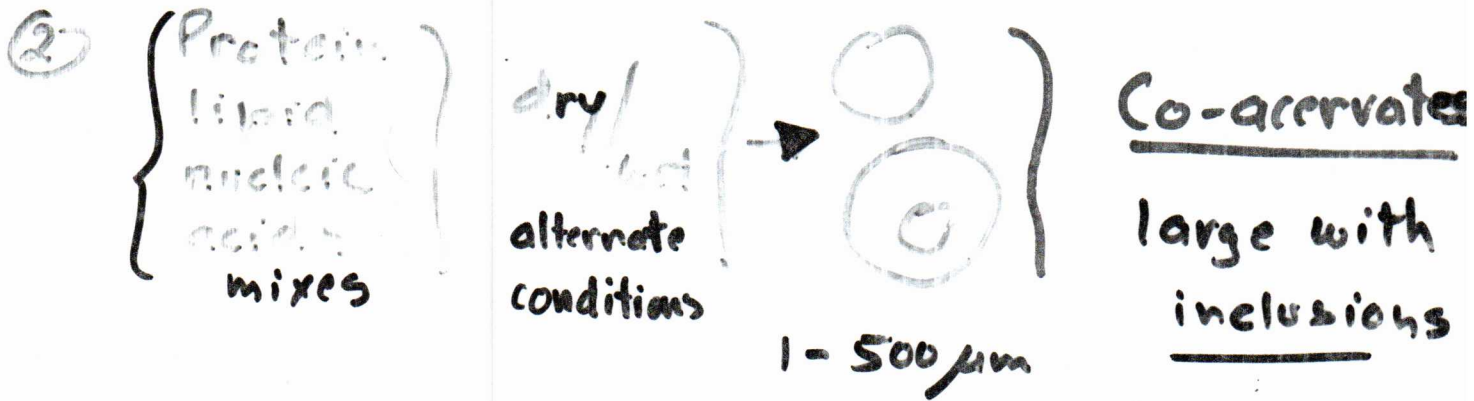 2
Protein
lipid
nucleic
acids
mixes
dry/
alternate
conditions
1 - 500 µm
Co-acervates
large with
inclusions